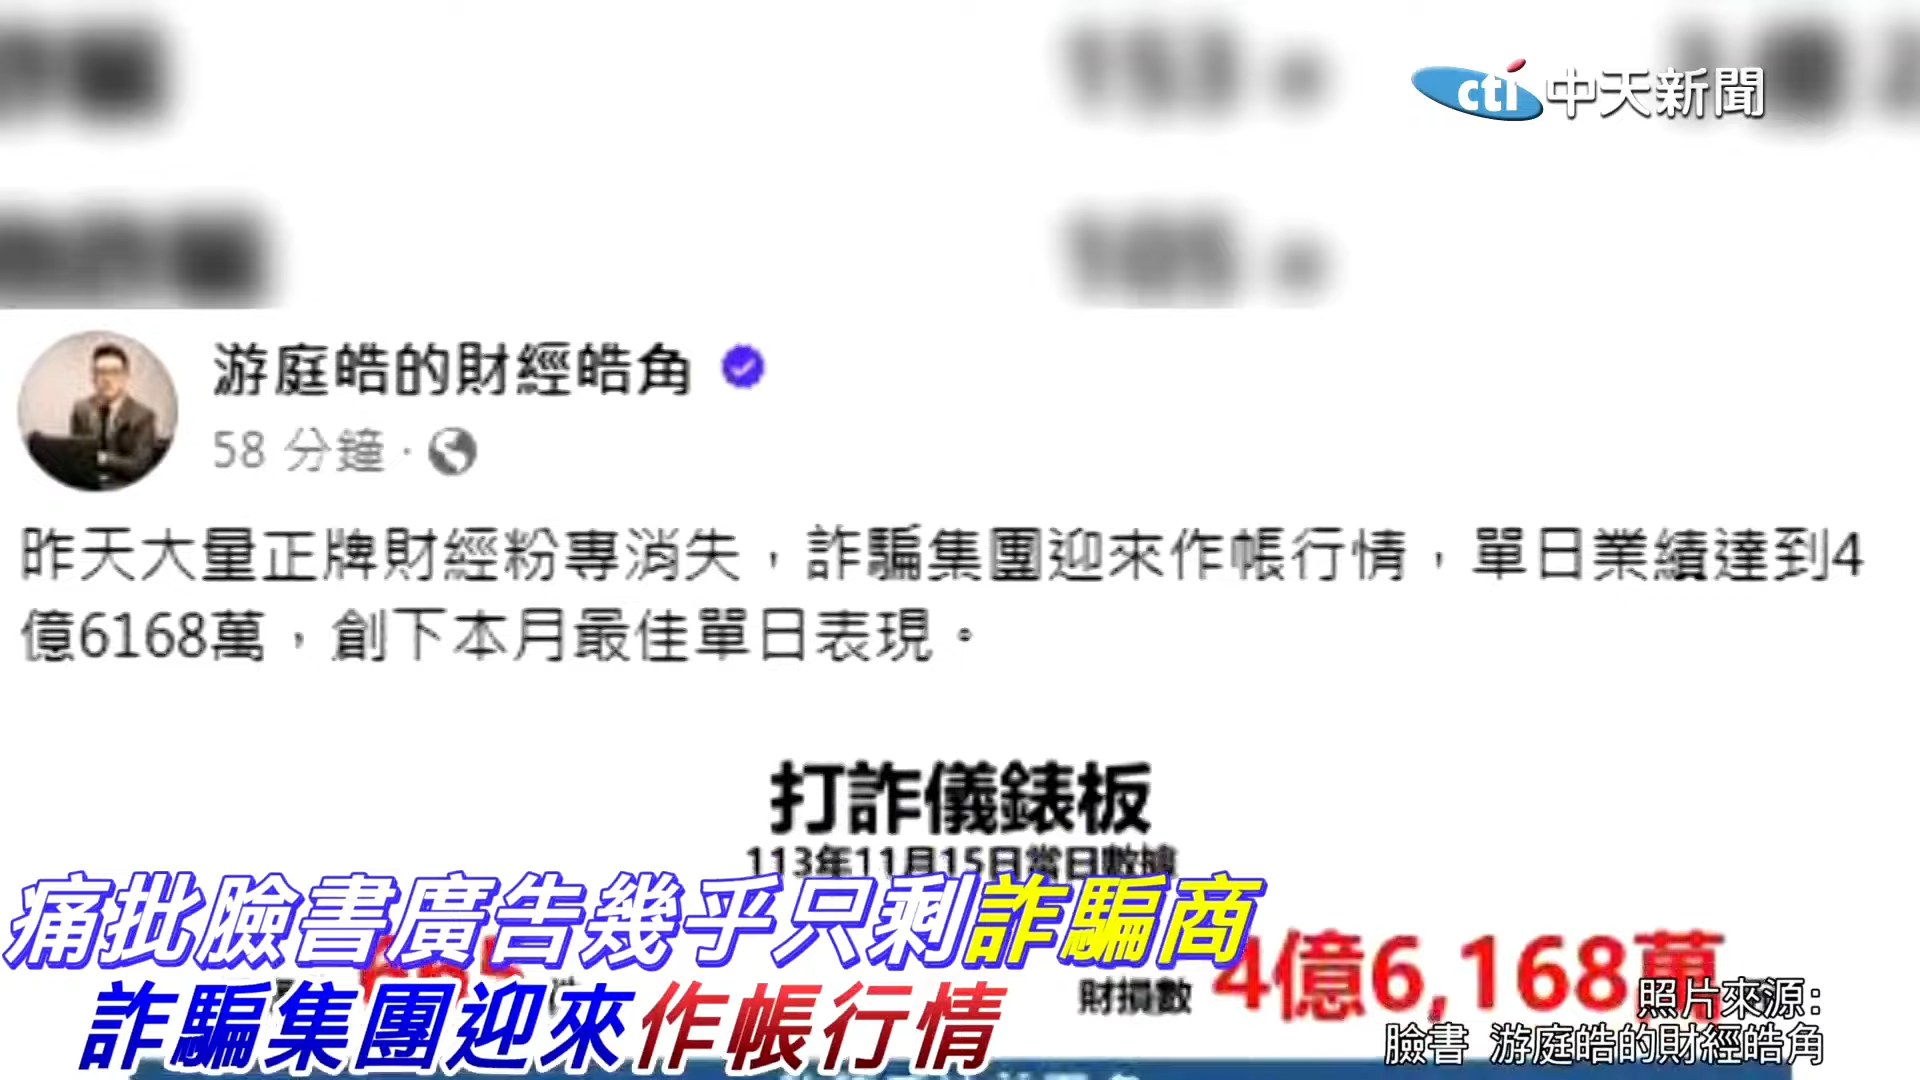 cti 中天新聞
游庭皓的財經皓角
58 分鐘
昨天大量正牌財經粉專消失，詐騙集團迎來作帳行情，單日業績達到4
億6168萬，創下本月最佳單日表現。
打詐儀錶板
113年11月15日當日數據
痛批臉書廣告幾乎只剩詐騙商
財損數 4億6,168萬
詐騙集團迎來作帳行情
照片來源:
臉書 游庭皓的財經皓角